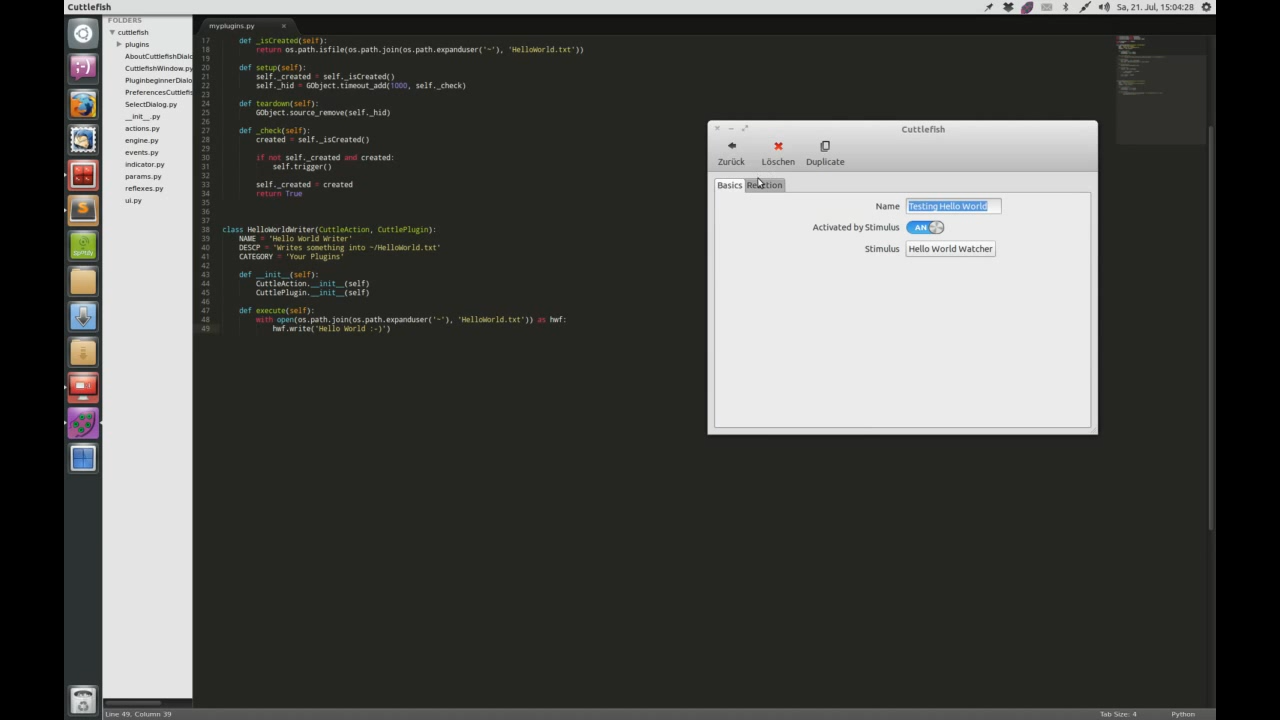 Cuttlefish
Sa, 21. Jul, 15:04:28
FOLDERS
cuttlefish
plugins
AboutCuttlefishDialo
CuttlefishWindow.py
PluginbeginnerDialo
PreferencesCuttlefis
SelectDialog.py
__init__.py
actions.py
engine.py
events.py
indicator.py
params.py
reflexes.py
ui.py
myplugins.py
17 def _isCreated(self):
18 return os.path.isfile(os.path.join(os.path.expanduser('~'), 'HelloWorld.txt'))
19
20 def setup(self):
21 self._created = self._isCreated()
22 self._hid = GObject.timeout_add(1000, self._check)
23
24 def teardown(self):
25 GObject.source_remove(self._hid)
26
27 def _check(self):
28 created = self._isCreated()
29
30 if not self._created and created:
31 self.trigger()
32
33 self._created = created
34 return True
35
36
37
38 class HelloWorldWriter(CuttleAction, CuttlePlugin):
39 NAME = 'Hello World Writer'
40 DESCP = 'Writes something into ~/HelloWorld.txt'
41 CATEGORY = 'Your Plugins'
42
43 def __init__(self):
44 CuttleAction.__init__(self)
45 CuttlePlugin.__init__(self)
46
47 def execute(self):
48 with open(os.path.join(os.path.expanduser('~'), 'HelloWorld.txt')) as hwf:
49 hwf.write('Hello World :-)')
Cuttlefish
Zurück Löschen Duplicate
Basics Reaction
Name Testing Hello World
Activated by Stimulus AN
Stimulus Hello World Watcher
Line 49, Column 39
Tab Size: 4
Python